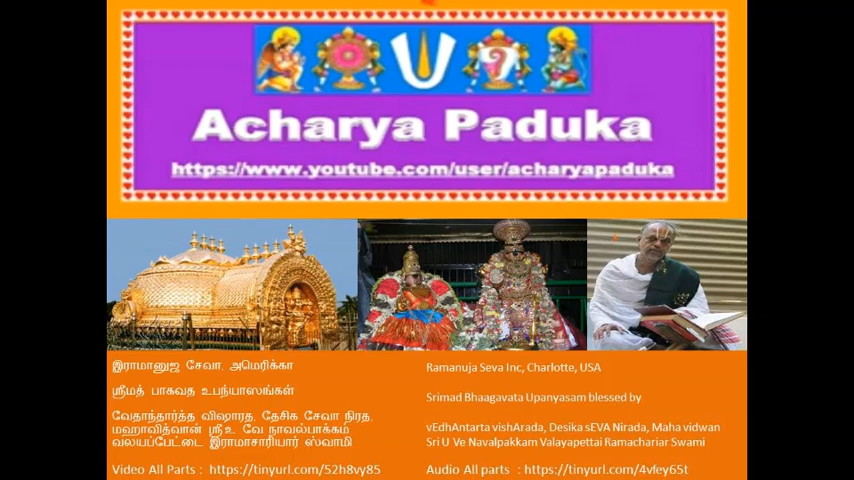 Acharya Paduka
https://www.youtube.com/user/acharyapaduka
இராமானுஜ சேவா, அமெரிக்கா
ஸ்ரீமத் பாகவத உபந்யாஸங்கள்
வேதாந்தார்த்த விஷாரத, தேசிக சேவா நிரத,
மஹாவித்வான் ஸ்ரீ உ வே நாவல்பாக்கம்
வலயப்பேட்டை இராமாசாரியார் ஸ்வாமி
Video All Parts : https://tinyurl.com/52h8vy85
Ramanuja Seva Inc, Charlotte, USA
Srimad Bhaagavata Upanyasam blessed by
vEdhAntarta vishArada, Desika sEVA Nirada, Maha vidwan
Sri U Ve Navalpakkam Valayapettai Ramachariar Swami
Audio All parts : https://tinyurl.com/4vfey65t